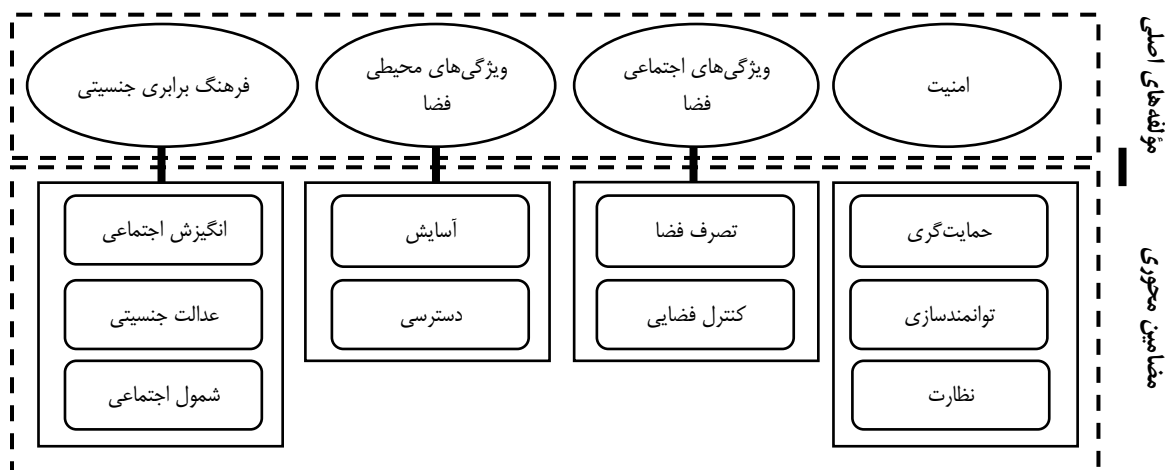 مؤلفه‌های اصلی
امنیت
ویژگی‌های اجتماعی
فضا
ویژگی‌های محیطی
فضا
فرهنگ برابری جنسیتی
مضامین محوری
حمایت‌گری
توانمندسازی
نظارت
تصرف فضا
کنترل فضایی
آسایش
دسترسی
انگیزش اجتماعی
عدالت جنسیتی
شمول اجتماعی